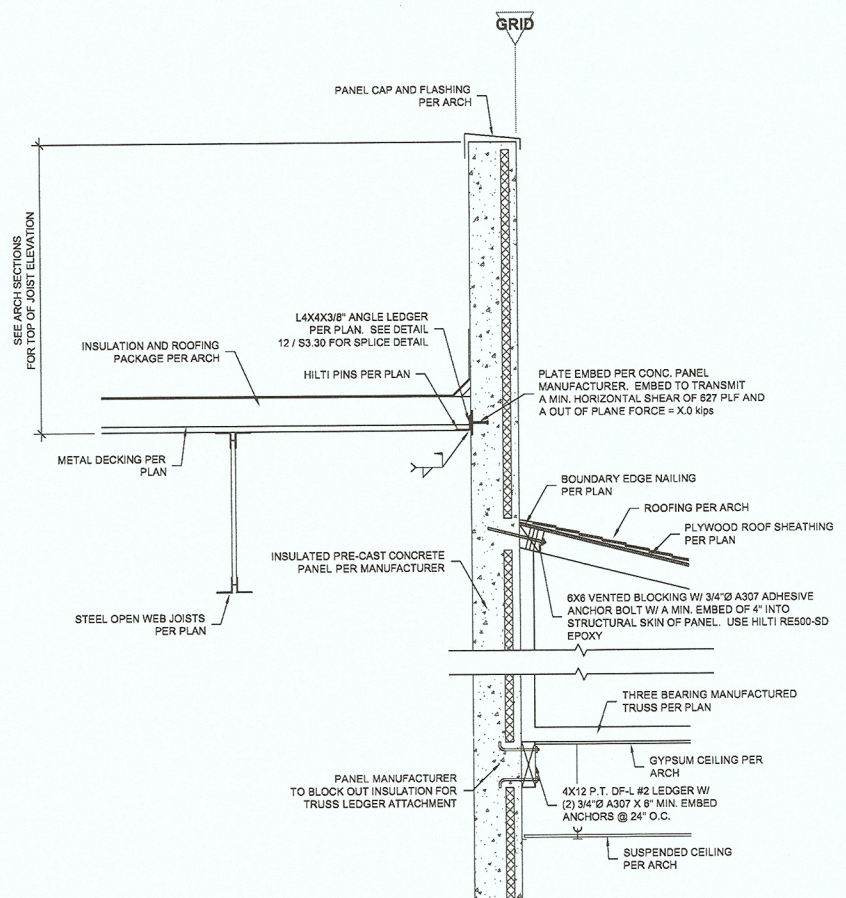 GRID
PANEL CAP AND FLASHING
PER ARCH
SEE ARCH SECTIONS
FOR TOP OF JOIST ELEVATION
L4X4X3/8" ANGLE LEDGER
PER PLAN. SEE DETAIL
12 / S3.30 FOR SPLICE DETAIL
INSULATION AND ROOFING
PACKAGE PER ARCH
HILTI PINS PER PLAN
PLATE EMBED PER CONC. PANEL
MANUFACTURER. EMBED TO TRANSMIT
A MIN. HORIZONTAL SHEAR OF 627 PLF AND
A OUT OF PLANE FORCE = X.0 kips
METAL DECKING PER
PLAN
BOUNDARY EDGE NAILING
PER PLAN
ROOFING PER ARCH
PLYWOOD ROOF SHEATHING
PER PLAN
INSULATED PRE-CAST CONCRETE
PANEL PER MANUFACTURER
6X6 VENTED BLOCKING W/ 3/4"Ø A307 ADHESIVE
ANCHOR BOLT W/ A MIN. EMBED OF 4" INTO
STRUCTURAL SKIN OF PANEL. USE HILTI RE500-SD
EPOXY
STEEL OPEN WEB JOISTS
PER PLAN
THREE BEARING MANUFACTURED
TRUSS PER PLAN
GYPSUM CEILING PER
ARCH
PANEL MANUFACTURER
TO BLOCK OUT INSULATION FOR
TRUSS LEDGER ATTACHMENT
4X12 P.T. DF-L #2 LEDGER W/
(2) 3/4"Ø A307 X 6" MIN. EMBED
ANCHORS @ 24" O.C.
SUSPENDED CEILING
PER ARCH